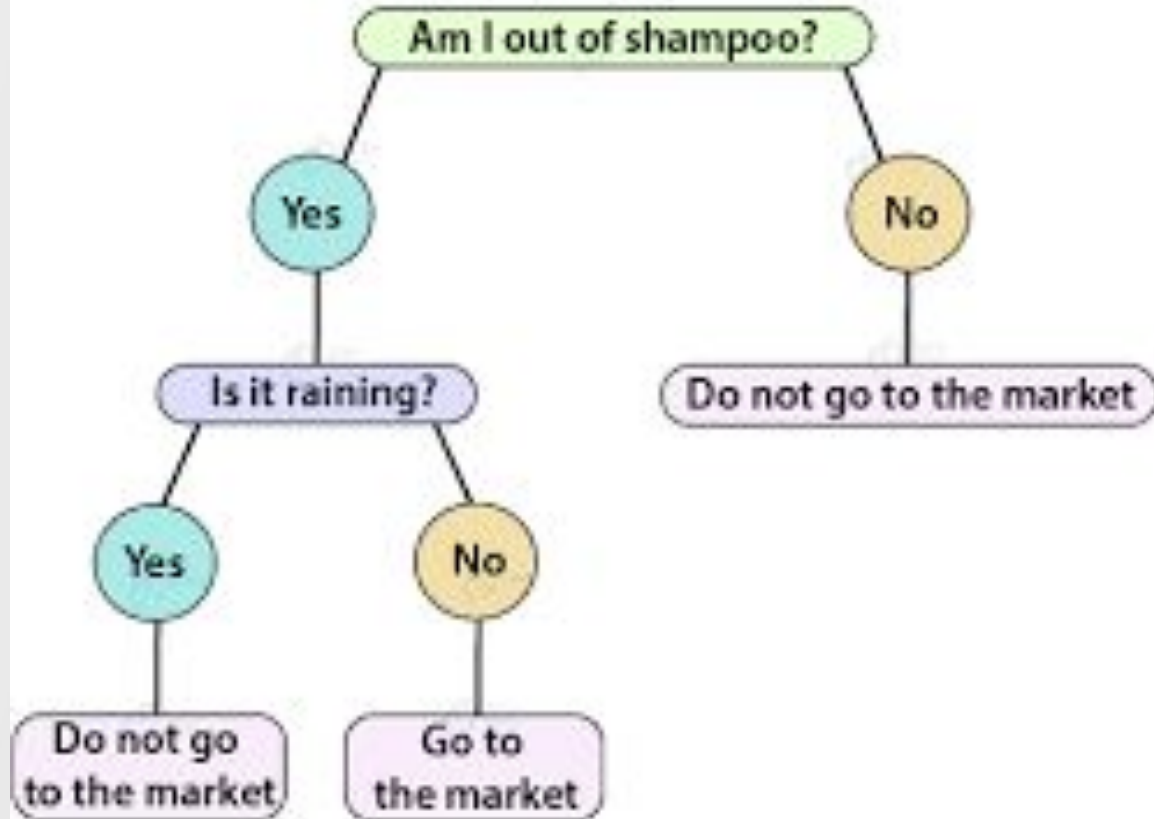 Am I out of shampoo?
Yes
No
Is it raining?
Do not go to the market
Yes
No
Do not go
to the market
Go to
the market